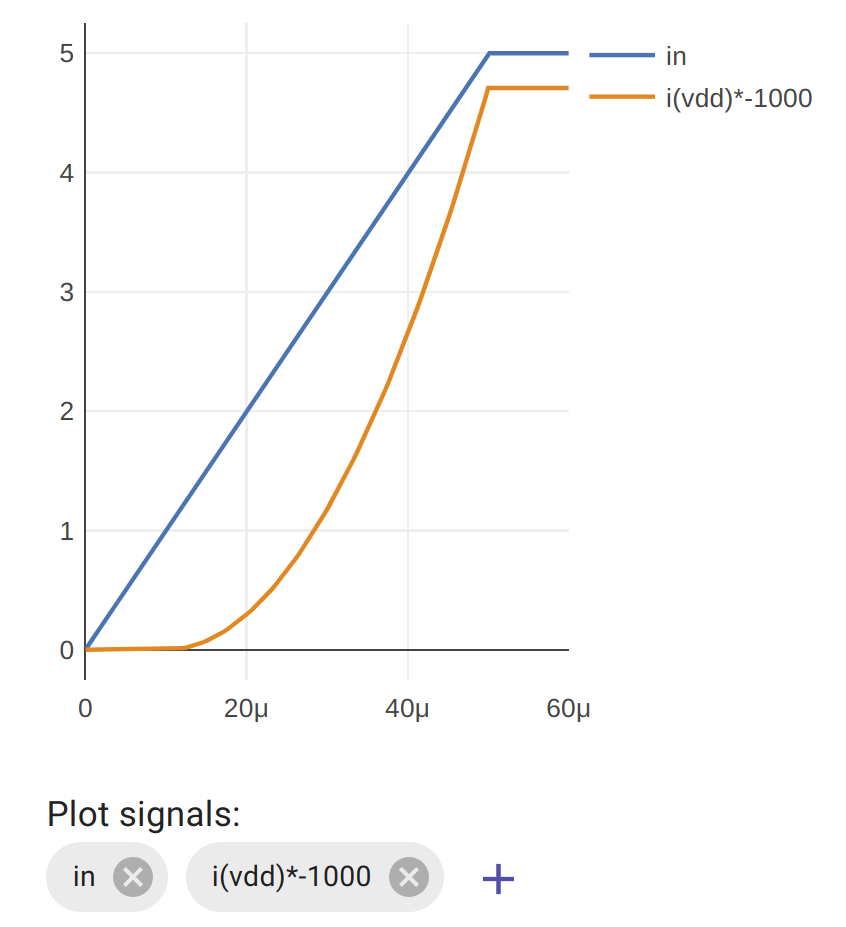 5
in
i(vdd)*-1000
4
3
2
1
0
0 20μ 40μ 60μ
Plot signals:
in i(vdd)*-1000